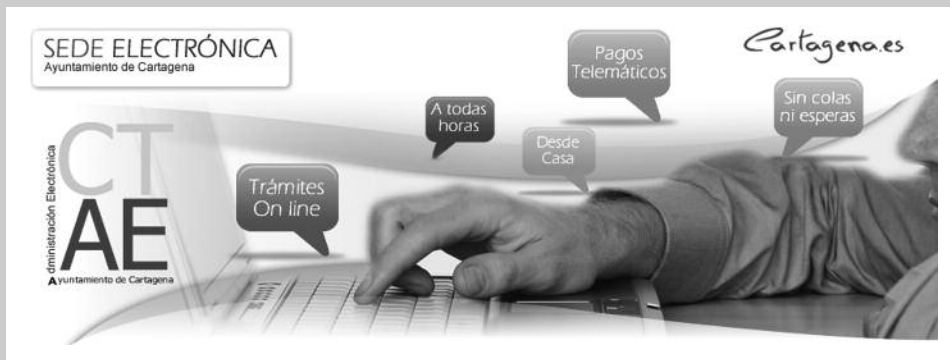 SEDE ELECTRÓNICA
Ayuntamiento de Cartagena
Cartagena.es
Pagos
Telemáticos
Sin colas
ni esperas
A todas
horas
Desde
Casa
Trámites
On line
CT
AE
Administración Electrónica
Ayuntamiento de Cartagena